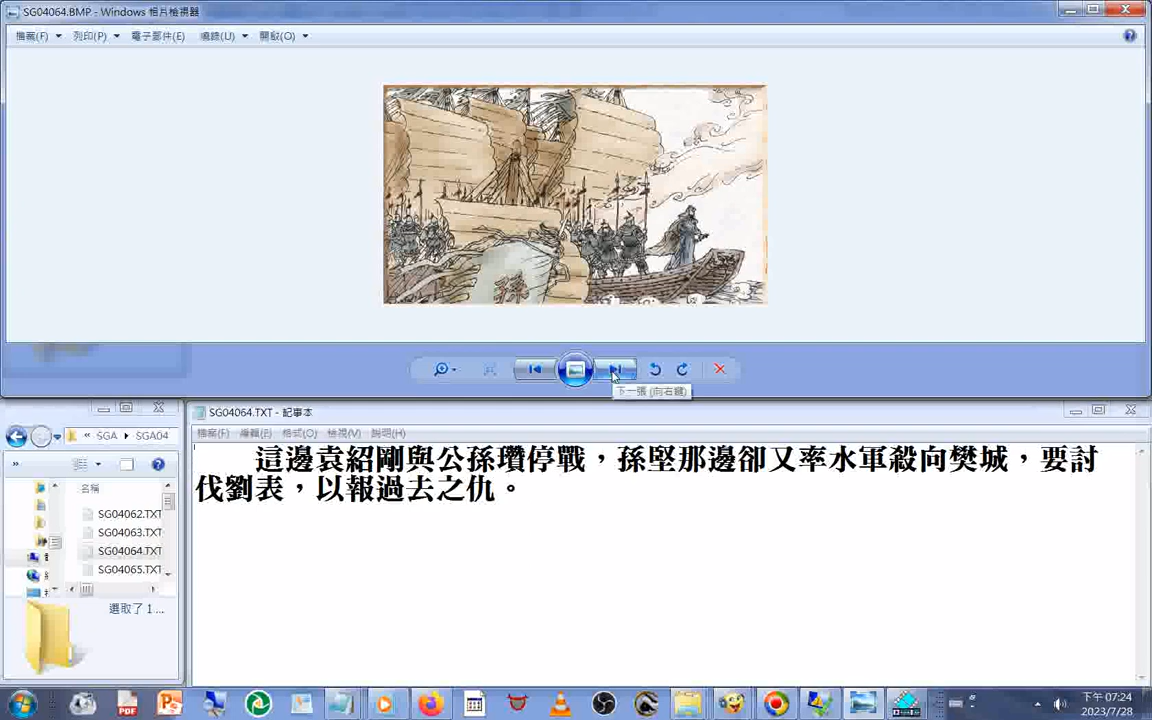 SG04064.BMP - Windows 相片檢視器
檔案(F) 列印(P) 電子郵件(E) 燒錄(U) 開啟(O)
孫
下一張 (向右鍵)
« SGA ▸ SGA04
»
名稱
SG04062.TXT
SG04063.TXT
SG04064.TXT
SG04065.TXT
選取了 1 ...
SG04064.TXT - 記事本
檔案(F) 編輯(E) 格式(O) 檢視(V) 說明(H)
這邊袁紹剛與公孫瓚停戰，孫堅那邊卻又率水軍殺向樊城，要討
伐劉表，以報過去之仇。
PDF
下午 07:24
2023/7/28